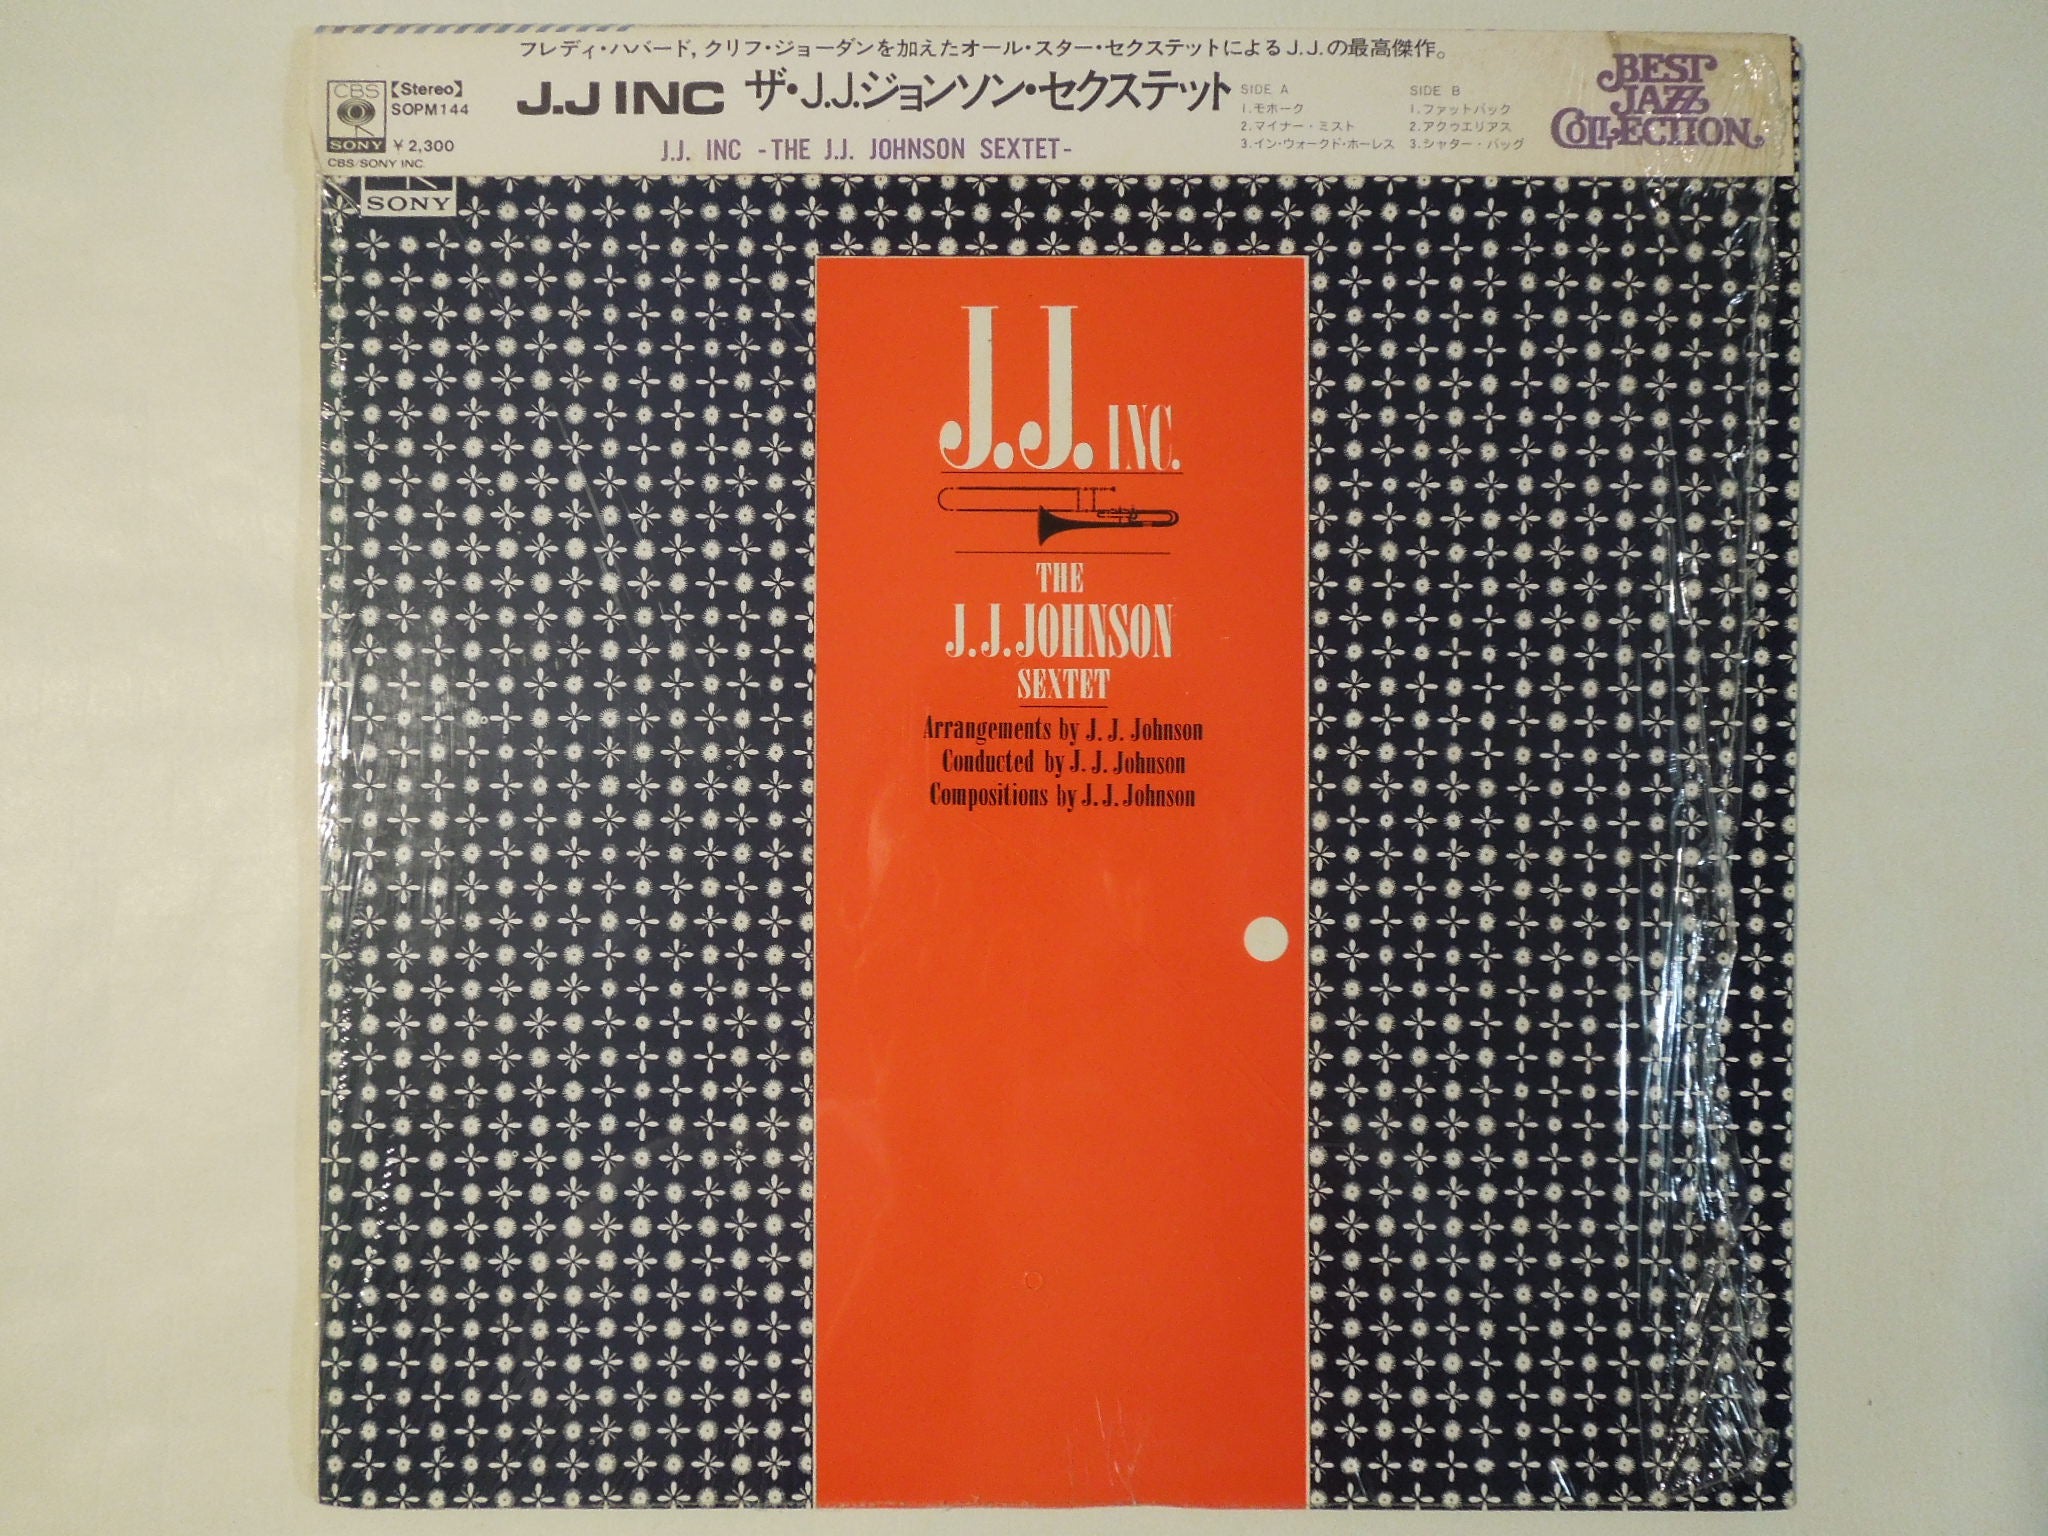 フレディ・ハバード,クリフ・ジョーダンを加えたオール・スター・セクステットによるJ.J.の最高傑作。
CBS
SONY
【Stereo】
SOPM144
¥2,300
CBS/SONY INC.
J.J INC ザ・J.J.ジョンソン・セクステット
J.J. INC -THE J.J. JOHNSON SEXTET-
SIDE A
1.モホーク
2.マイナー・ミスト
3.イン・ウォークド・ホーレス
SIDE B
1.ファットバック
2.アクウエリアス
3.シャター・バッグ
BEST
JAZZ
COLLECTION
SONY
J.J. INC.
THE
J.J.JOHNSON
SEXTET
Arrangements by J. J. Johnson
Conducted by J. J. Johnson
Compositions by J. J. Johnson